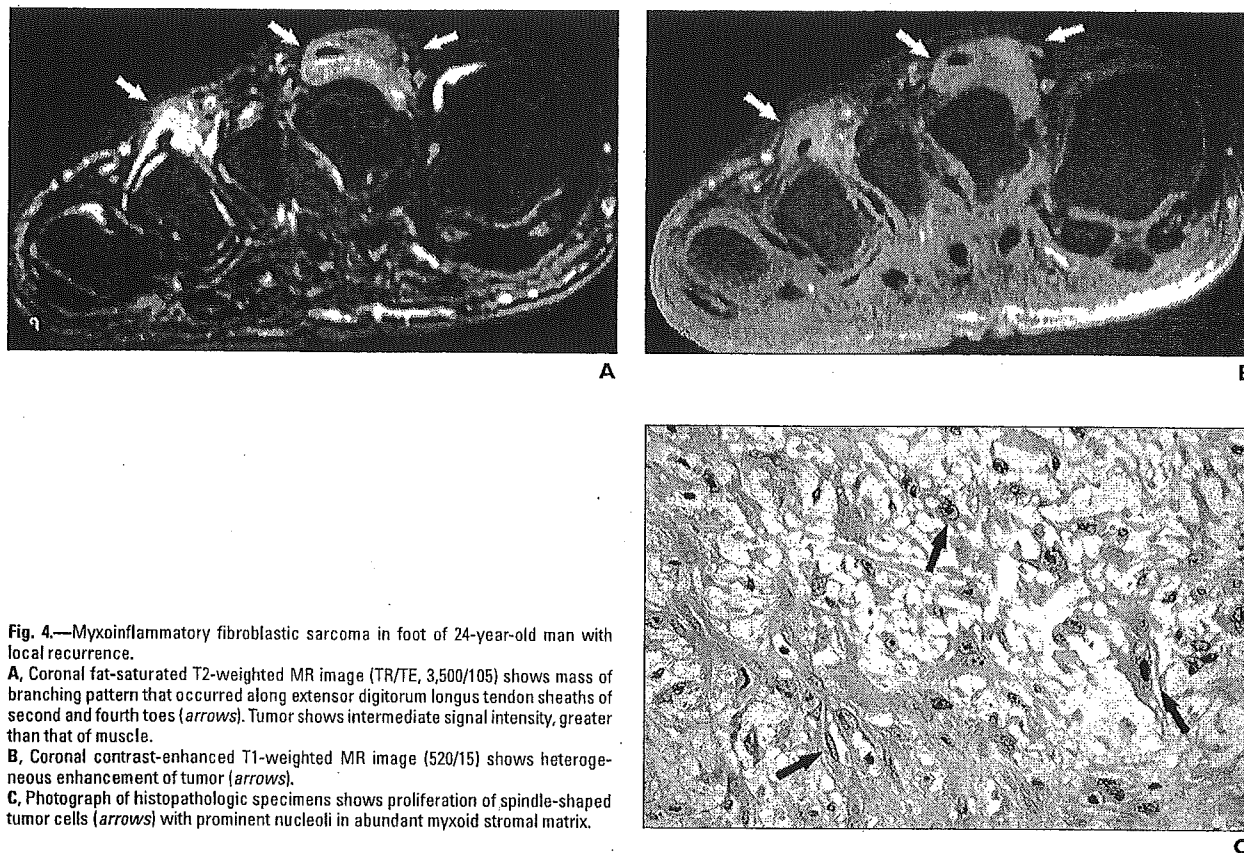 A
B
Fig. 4.—Myxoinflammatory fibroblastic sarcoma in foot of 24-year-old man with
local recurrence.
A, Coronal fat-saturated T2-weighted MR image (TR/TE, 3,500/105) shows mass of
branching pattern that occurred along extensor digitorum longus tendon sheaths of
second and fourth toes (arrows). Tumor shows intermediate signal intensity, greater
than that of muscle.
B, Coronal contrast-enhanced T1-weighted MR image (520/15) shows heteroge-
neous enhancement of tumor (arrows).
C, Photograph of histopathologic specimens shows proliferation of spindle-shaped
tumor cells (arrows) with prominent nucleoli in abundant myxoid stromal matrix.
C